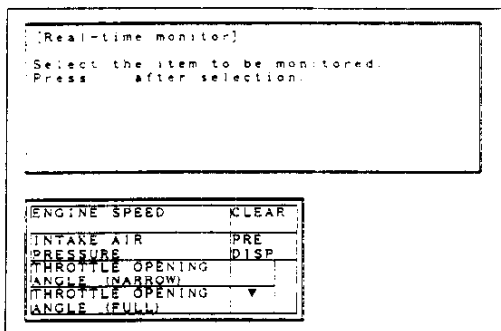 [Real-time monitor]
Select the item to be monitored.
Press after selection.
ENGINE SPEED CLEAR
INTAKE AIR PRE
PRESSURE DISP
THROTTLE OPENING
ANGLE (NARROW)
THROTTLE OPENING ▼
ANGLE (FULL)